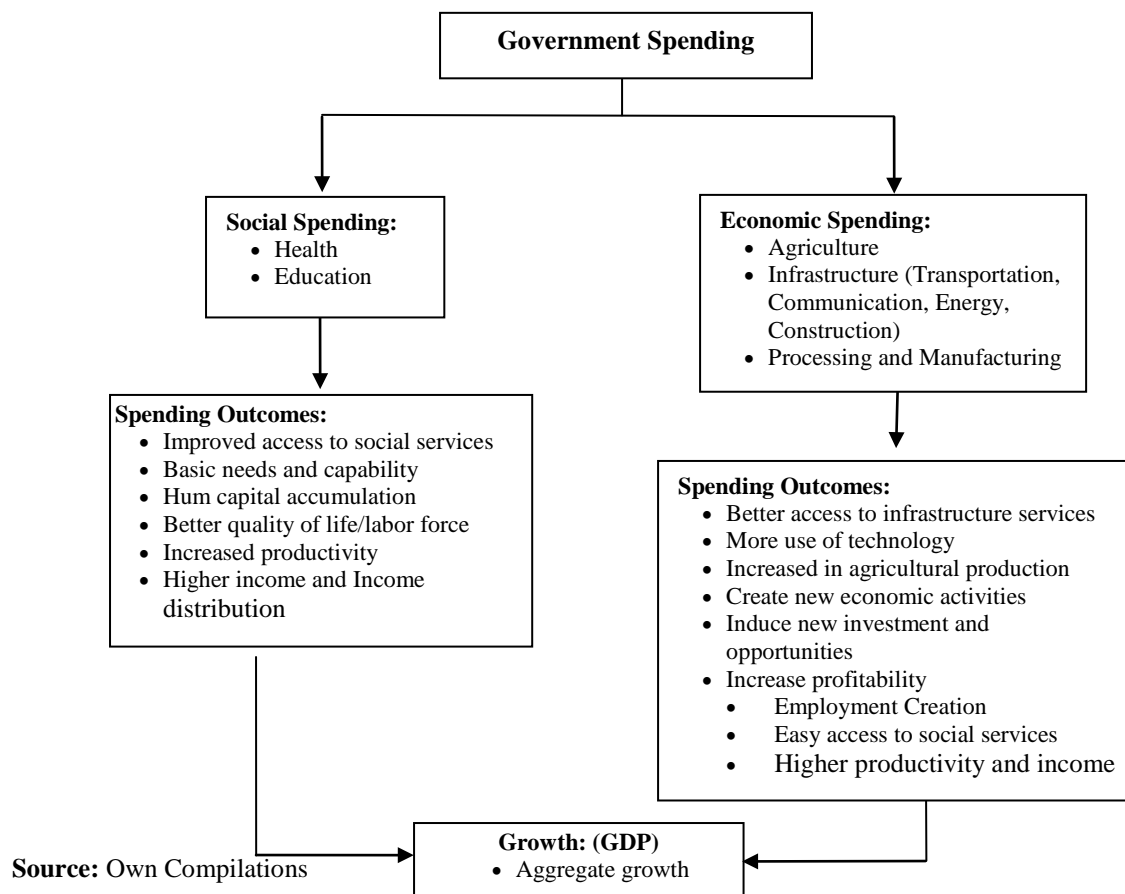 Government Spending
Social Spending:
• Health
• Education
Economic Spending:
• Agriculture
• Infrastructure (Transportation,
Communication, Energy,
Construction)
• Processing and Manufacturing
Spending Outcomes:
• Improved access to social services
• Basic needs and capability
• Hum capital accumulation
• Better quality of life/labor force
• Increased productivity
• Higher income and Income
distribution
Spending Outcomes:
• Better access to infrastructure services
• More use of technology
• Increased in agricultural production
• Create new economic activities
• Induce new investment and
opportunities
• Increase profitability
• Employment Creation
• Easy access to social services
• Higher productivity and income
Growth: (GDP)
• Aggregate growth
Source: Own Compilations